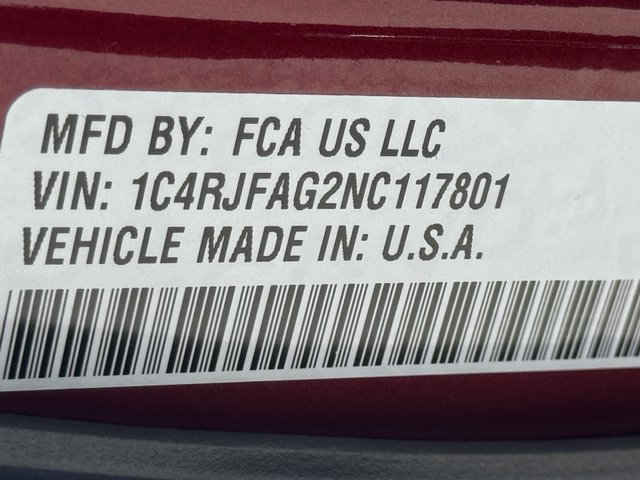 MFD BY: FCA US LLC
VIN: 1C4RJFAG2NC117801
VEHICLE MADE IN: U.S.A.